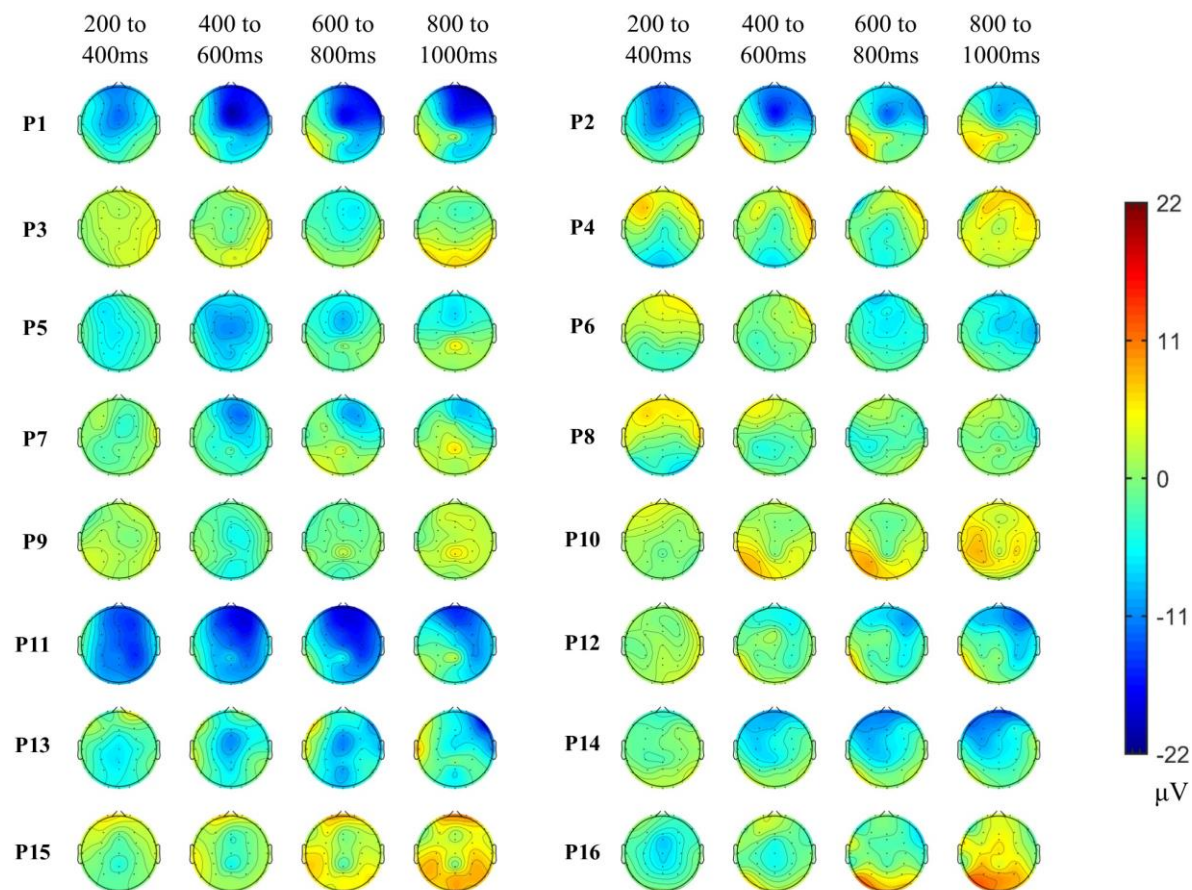 200 to 400 to 600 to 800 to 200 to 400 to 600 to 800 to
400ms 600ms 800ms 1000ms 400ms 600ms 800ms 1000ms
P1 P2
P3 P4
22
P5 P6
11
P7 P8
0
P9 P10
-11
P11 P12
P13 P14
-22
μV
P15 P16